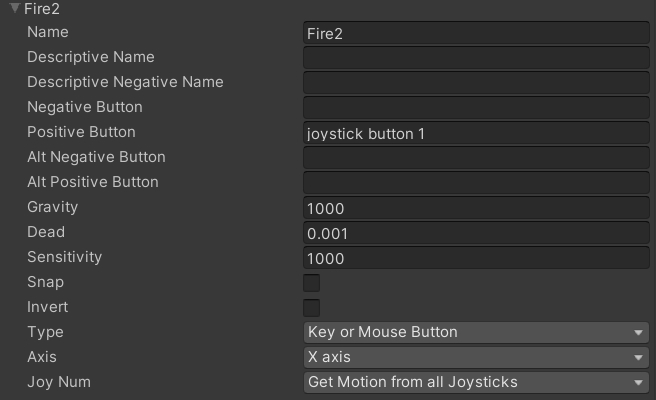 Fire2
Name Fire2
Descriptive Name
Descriptive Negative Name
Negative Button
Positive Button joystick button 1
Alt Negative Button
Alt Positive Button
Gravity 1000
Dead 0.001
Sensitivity 1000
Snap
Invert
Type Key or Mouse Button
Axis X axis
Joy Num Get Motion from all Joysticks